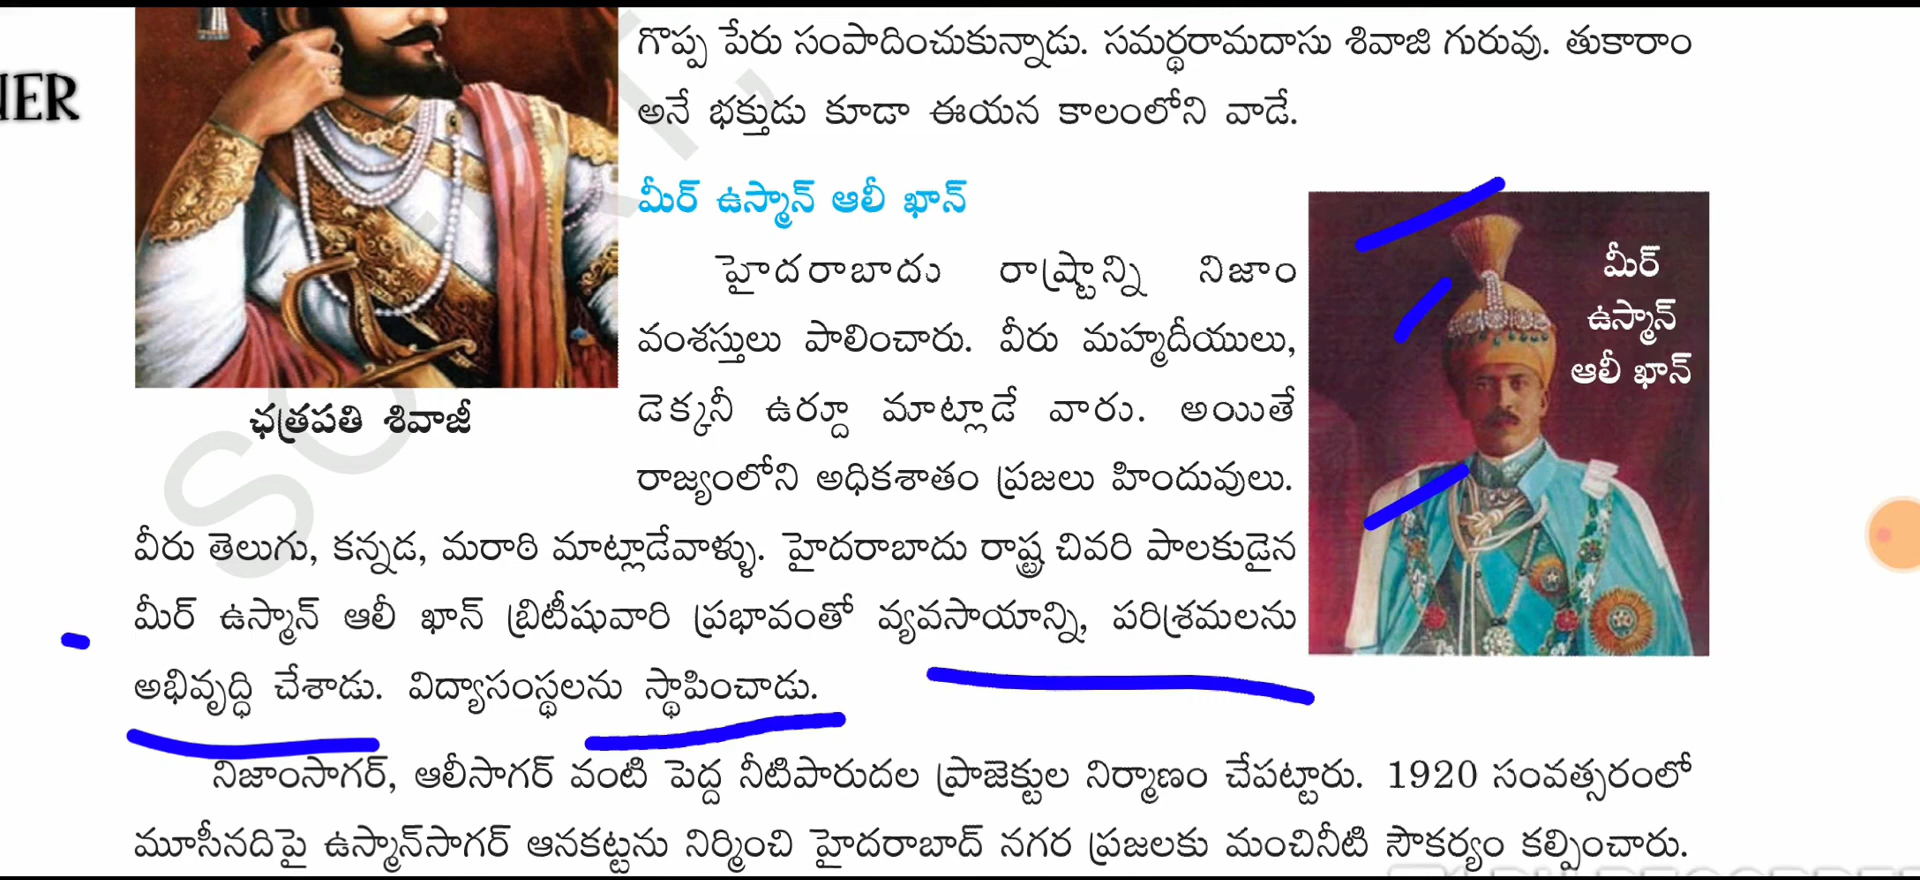 NER
గొప్ప పేరు సంపాదించుకున్నాడు. సమర్థరామదాసు శివాజి గురువు. తుకారాం
అనే భక్తుడు కూడా ఈయన కాలంలోని వాడే.
మీర్ ఉస్మాన్ ఆలీ ఖాన్
హైదరాబాదు రాష్ట్రాన్ని నిజాం
వంశస్తులు పాలించారు. వీరు మహ్మదీయులు,
డెక్కనీ ఉర్దూ మాట్లాడే వారు. అయితే
రాజ్యంలోని అధికశాతం ప్రజలు హిందువులు.
వీరు తెలుగు, కన్నడ, మరాఠి మాట్లాడేవాళ్ళు. హైదరాబాదు రాష్ట్ర చివరి పాలకుడైన
మీర్ ఉస్మాన్ ఆలీ ఖాన్ బ్రిటీషువారి ప్రభావంతో వ్యవసాయాన్ని, పరిశ్రమలను
అభివృద్ధి చేశాడు. విద్యాసంస్థలను స్థాపించాడు.
నిజాంసాగర్, ఆలీసాగర్ వంటి పెద్ద నీటిపారుదల ప్రాజెక్టుల నిర్మాణం చేపట్టారు. 1920 సంవత్సరంలో
మూసీనదిపై ఉస్మాన్‌సాగర్ ఆనకట్టను నిర్మించి హైదరాబాద్ నగర ప్రజలకు మంచినీటి సౌకర్యం కల్పించారు.
ఛత్రపతి శివాజీ
మీర్
ఉస్మాన్
ఆలీ ఖాన్